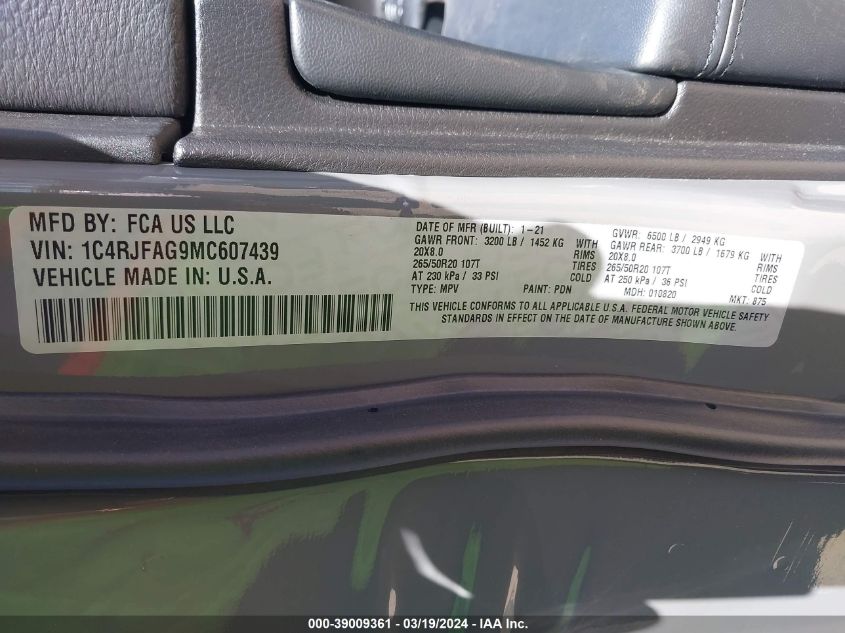 MFD BY: FCA US LLC
VIN: 1C4RJFAG9MC607439
VEHICLE MADE IN: U.S.A.
DATE OF MFR (BUILT): 1-21
GVWR: 6500 LB / 2949 KG
GAWR FRONT: 3200 LB / 1452 KG WITH
GAWR REAR: 3700 LB / 1679 KG WITH
20X8.0 RIMS
20X8.0 RIMS
265/50R20 107T TIRES
265/50R20 107T TIRES
AT 230 kPa / 33 PSI COLD
AT 250 kPa / 36 PSI COLD
TYPE: MPV PAINT: PDN MDH: 010820 MKT: 875
THIS VEHICLE CONFORMS TO ALL APPLICABLE U.S.A. FEDERAL MOTOR VEHICLE SAFETY
STANDARDS IN EFFECT ON THE DATE OF MANUFACTURE SHOWN ABOVE.
000-39009361 - 03/19/2024 - IAA Inc.